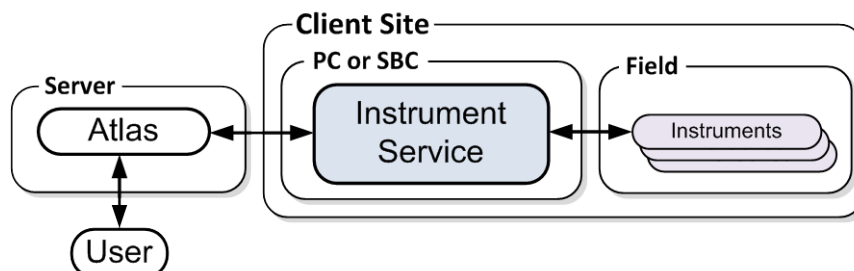 Client Site
PC or SBC
Field
Server
Atlas
Instrument
Service
Instruments
User